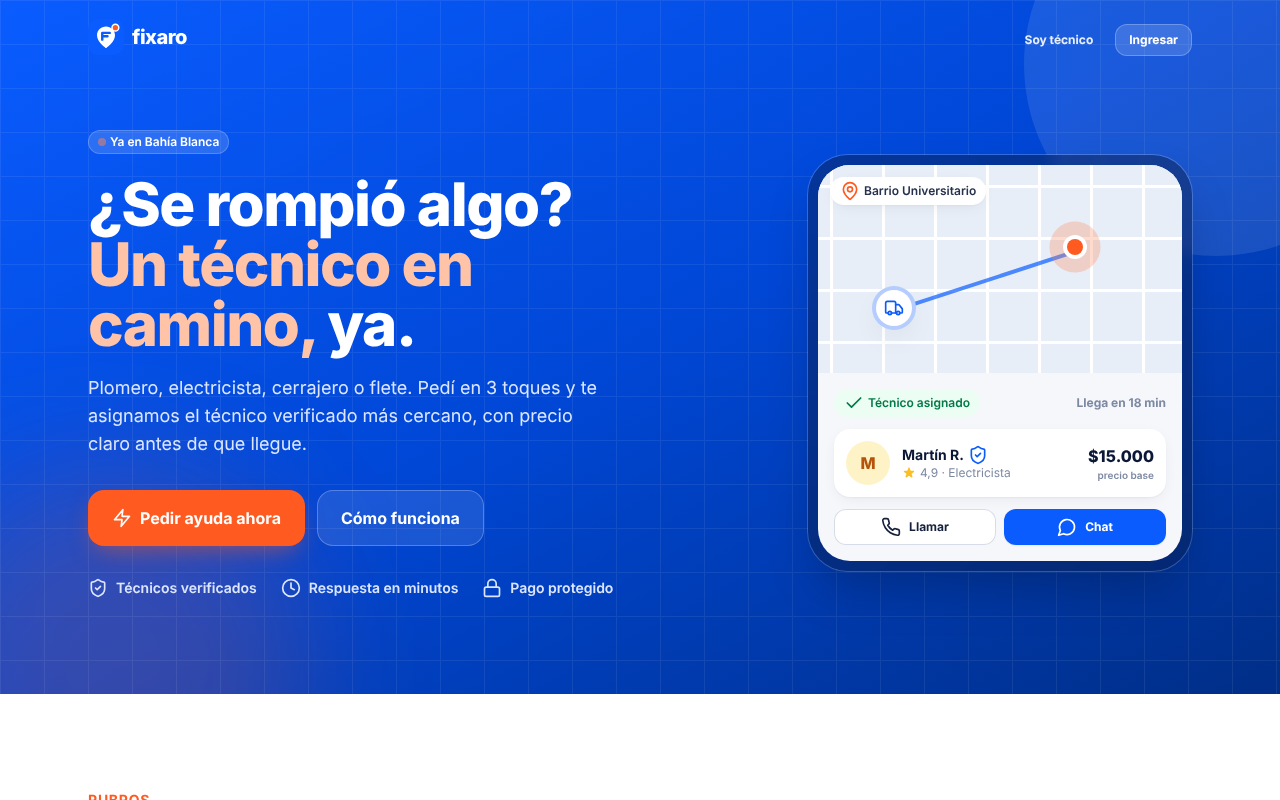 fixaro
Soy técnico
Ingresar
Ya en Bahía Blanca
¿Se rompió algo?
Un técnico en
camino, ya.
Plomero, electricista, cerrajero o flete. Pedí en 3 toques y te
asignamos el técnico verificado más cercano, con precio
claro antes de que llegue.
Pedir ayuda ahora
Cómo funciona
Técnicos verificados
Respuesta en minutos
Pago protegido
Barrio Universitario
Técnico asignado
Llega en 18 min
M
Martín R.
$15.000
4,9 · Electricista
precio base
Llamar
Chat
RUBROS